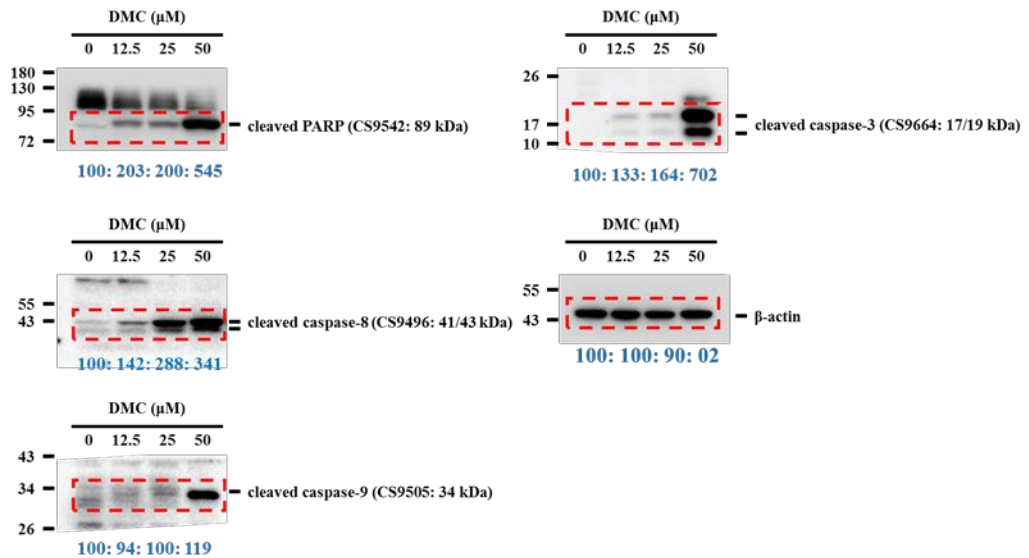 DMC (μM)
0 12.5 25 50
180
130
95
72
cleaved PARP (CS9542: 89 kDa)
100: 203: 200: 545
DMC (μM)
0 12.5 25 50
26
17
10
cleaved caspase-3 (CS9664: 17/19 kDa)
100: 133: 164: 702
DMC (μM)
0 12.5 25 50
55
43
cleaved caspase-8 (CS9496: 41/43 kDa)
100: 142: 288: 341
DMC (μM)
0 12.5 25 50
55
43
β-actin
100: 100: 90: 02
DMC (μM)
0 12.5 25 50
43
34
26
cleaved caspase-9 (CS9505: 34 kDa)
100: 94: 100: 119